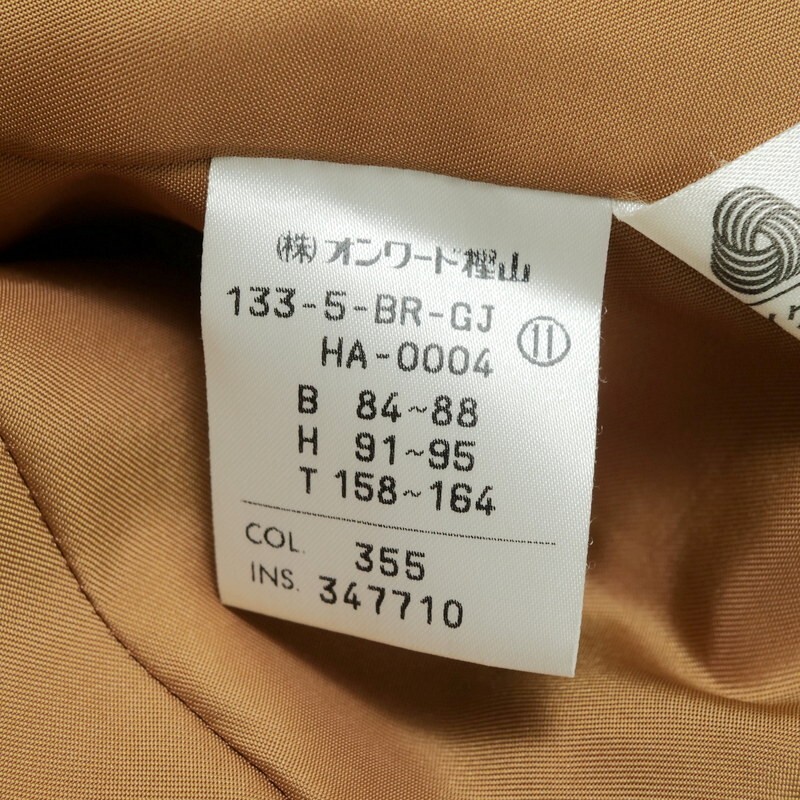 (株)オンワード樫山
133-5-BR-GJ
HA-0004 ⑪
B 84~88
H 91~95
T 158~164
COL. 355
INS. 347710